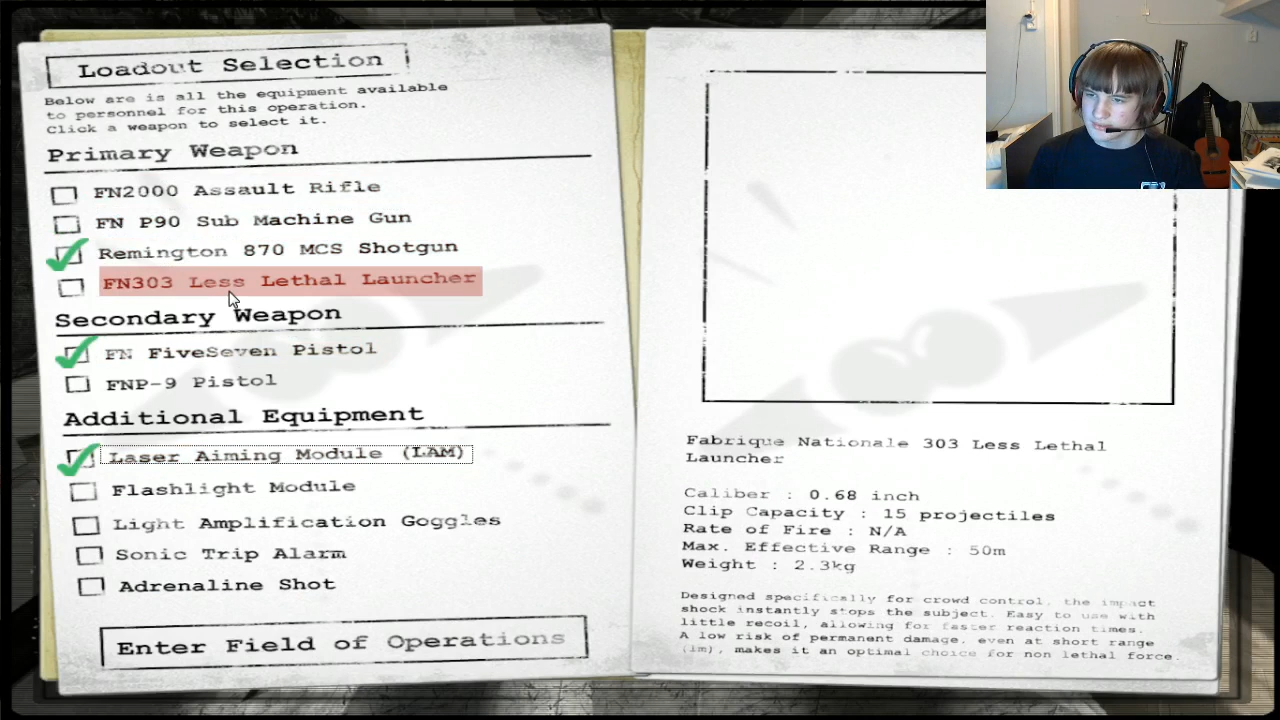 Loadout Selection
Below are is all the equipment available
to personnel for this operation.
Click a weapon to select it.
Primary Weapon
FN2000 Assault Rifle
FN P90 Sub Machine Gun
Remington 870 MCS Shotgun
FN303 Less Lethal Launcher
Secondary Weapon
FN FiveSeven Pistol
FNP-9 Pistol
Additional Equipment
Laser Aiming Module (LAM)
Flashlight Module
Light Amplification Goggles
Sonic Trip Alarm
Adrenaline Shot
Enter Field of Operations
Fabrique Nationale 303 Less Lethal
Launcher
Caliber : 0.68 inch
Clip Capacity : 15 projectiles
Rate of Fire : N/A
Max. Effective Range : 50m
Weight : 2.3kg
Designed specifically for crowd control, the impact
shock instantly stops the subject. Easy to use with
little recoil, allowing for faster reaction times.
A low risk of permanent damage, even at short range
(1m), makes it an optimal choice for non lethal force.